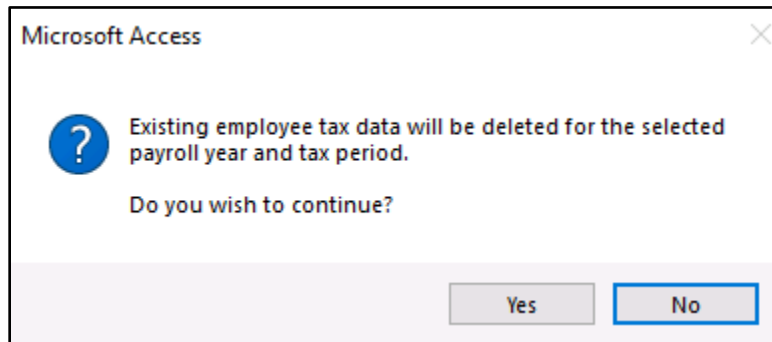 Microsoft Access
Existing employee tax data will be deleted for the selected
payroll year and tax period.
Do you wish to continue?
Yes
No